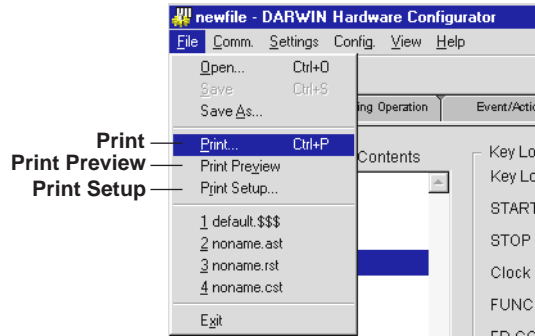 newfile - DARWIN Hardware Configurator
File Comm. Settings Config. View Help
Open... Ctrl+O
Save Ctrl+S
Save As...
ing Operation Event/Actio
Print Print... Ctrl+P
Print Preview Print Preview
Print Setup Print Setup...
Contents
Key Lo
Key Lo
START
STOP
Clock
FUNC
1 default.$$$
2 noname.ast
3 noname.rst
4 noname.cst
Exit